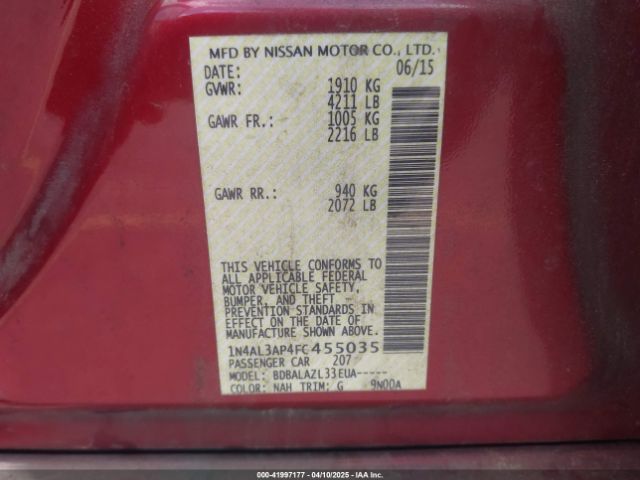 MFD BY NISSAN MOTOR CO., LTD.
DATE: 06/15
GVWR: 1910 KG
4211 LB
GAWR FR.: 1005 KG
2216 LB
GAWR RR.: 940 KG
2072 LB
THIS VEHICLE CONFORMS TO
ALL APPLICABLE FEDERAL
MOTOR VEHICLE SAFETY,
BUMPER, AND THEFT
PREVENTION STANDARDS IN
EFFECT ON THE DATE OF
MANUFACTURE SHOWN ABOVE.
1N4AL3AP4FC455035
PASSENGER CAR 207
MODEL: BDBALAZL33EUA-----
COLOR: NAH TRIM: G 9N00A
000-41997177 - 04/10/2025 - IAAI.COM